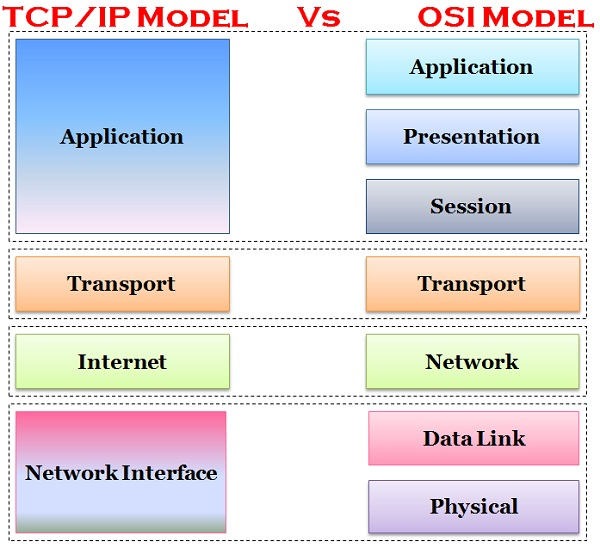 TCP/IP Model Vs OSI Model
Application
Application
Presentation
Session
Transport
Transport
Internet
Network
Network Interface
Data Link
Physical